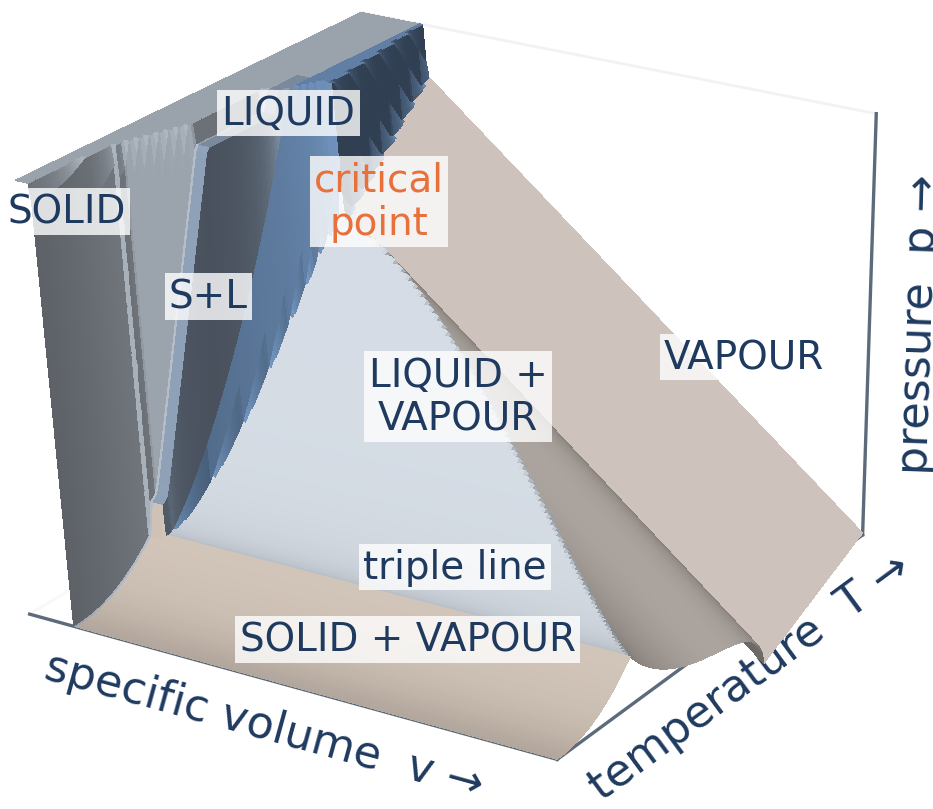 LIQUID
critical
point
SOLID
S+L
LIQUID +
VAPOUR
VAPOUR
triple line
SOLID + VAPOUR
specific volume v →
temperature T →
pressure p →